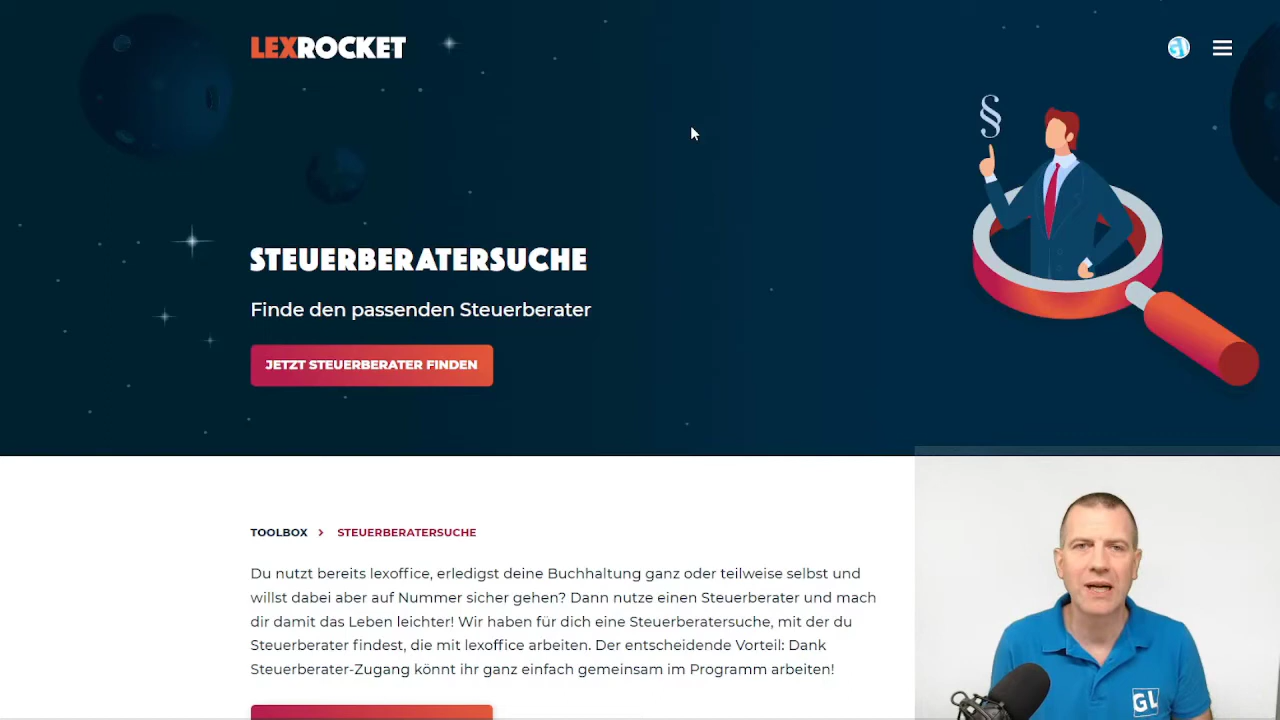 LEXROCKET
GL
§
STEUERBERATERSUCHE
Finde den passenden Steuerberater
JETZT STEUERBERATER FINDEN
TOOLBOX > STEUERBERATERSUCHE
Du nutzt bereits lexoffice, erledigst deine Buchhaltung ganz oder teilweise selbst und
willst dabei aber auf Nummer sicher gehen? Dann nutze einen Steuerberater und mach
dir damit das Leben leichter! Wir haben für dich eine Steuerberatersuche, mit der du
Steuerberater findest, die mit lexoffice arbeiten. Der entscheidende Vorteil: Dank
Steuerberater-Zugang könnt ihr ganz einfach gemeinsam im Programm arbeiten!
GL